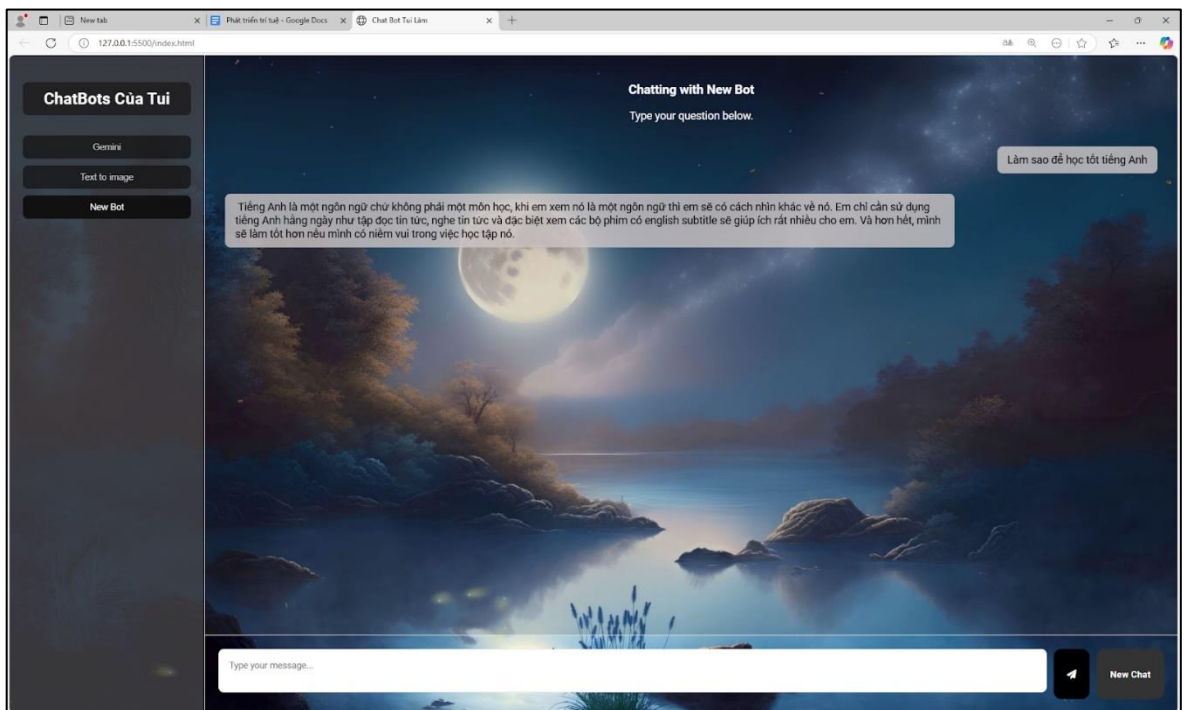 New tab
Phát triển trí tuệ - Google Docs
Chat Bot Tui Làm
127.0.0.1:5500/index.html
ChatBots Của Tui
Gemini
Text to image
New Bot
Chatting with New Bot
Type your question below.
Làm sao để học tốt tiếng Anh
Tiếng Anh là một ngôn ngữ chứ không phải một môn học, khi em xem nó là một ngôn ngữ thì em sẽ có cách nhìn khác về nó. Em chỉ cần sử dụng
tiếng Anh hằng ngày như tập đọc tin tức, nghe tin tức và đặc biệt xem các bộ phim có english subtitle sẽ giúp ích rất nhiều cho em. Và hơn hết, mình
sẽ làm tốt hơn nếu mình có niềm vui trong việc học tập nó.
Type your message...
New Chat